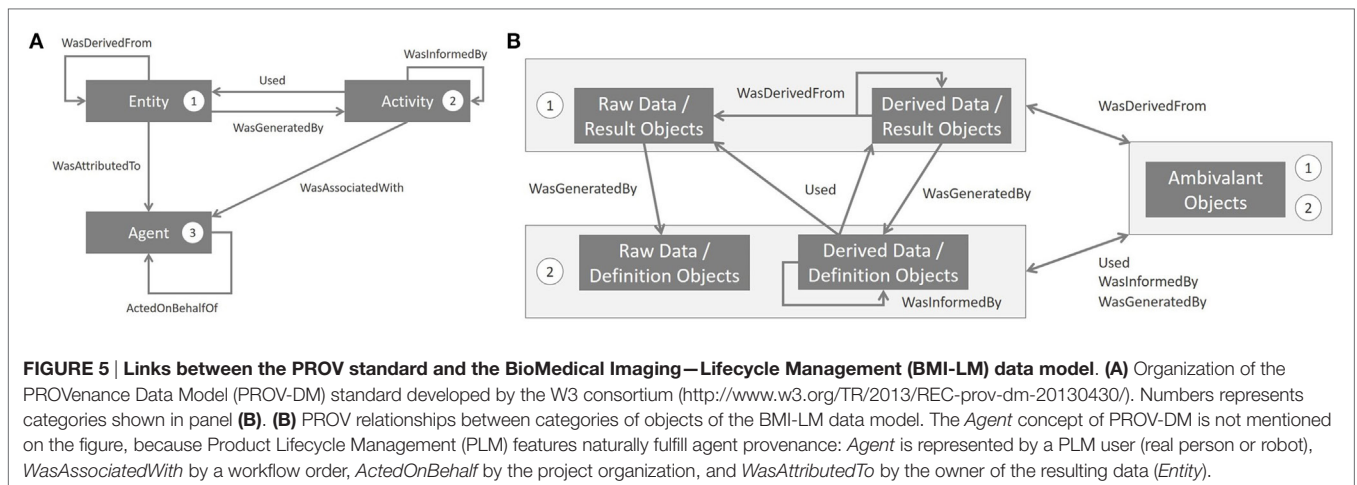 A
WasDerivedFrom
WasInformedBy
Used
Entity 1
Activity 2
WasGeneratedBy
WasAttributedTo
WasAssociatedWith
Agent 3
ActedOnBehalfOf
B
1
Raw Data /
Result Objects
WasDerivedFrom
Derived Data /
Result Objects
WasDerivedFrom
WasGeneratedBy
Used
WasGeneratedBy
Ambivalant
Objects
1
2
2
Raw Data /
Definition Objects
Derived Data /
Definition Objects
WasInformedBy
Used
WasInformedBy
WasGeneratedBy
FIGURE 5 | Links between the PROV standard and the BioMedical Imaging—Lifecycle Management (BMI-LM) data model. (A) Organization of the
PROVenance Data Model (PROV-DM) standard developed by the W3 consortium (http://www.w3.org/TR/2013/REC-prov-dm-20130430/). Numbers represents
categories shown in panel (B). (B) PROV relationships between categories of objects of the BMI-LM data model. The Agent concept of PROV-DM is not mentioned
on the figure, because Product Lifecycle Management (PLM) features naturally fulfill agent provenance: Agent is represented by a PLM user (real person or robot),
WasAssociatedWith by a workflow order, ActedOnBehalf by the project organization, and WasAttributedTo by the owner of the resulting data (Entity).